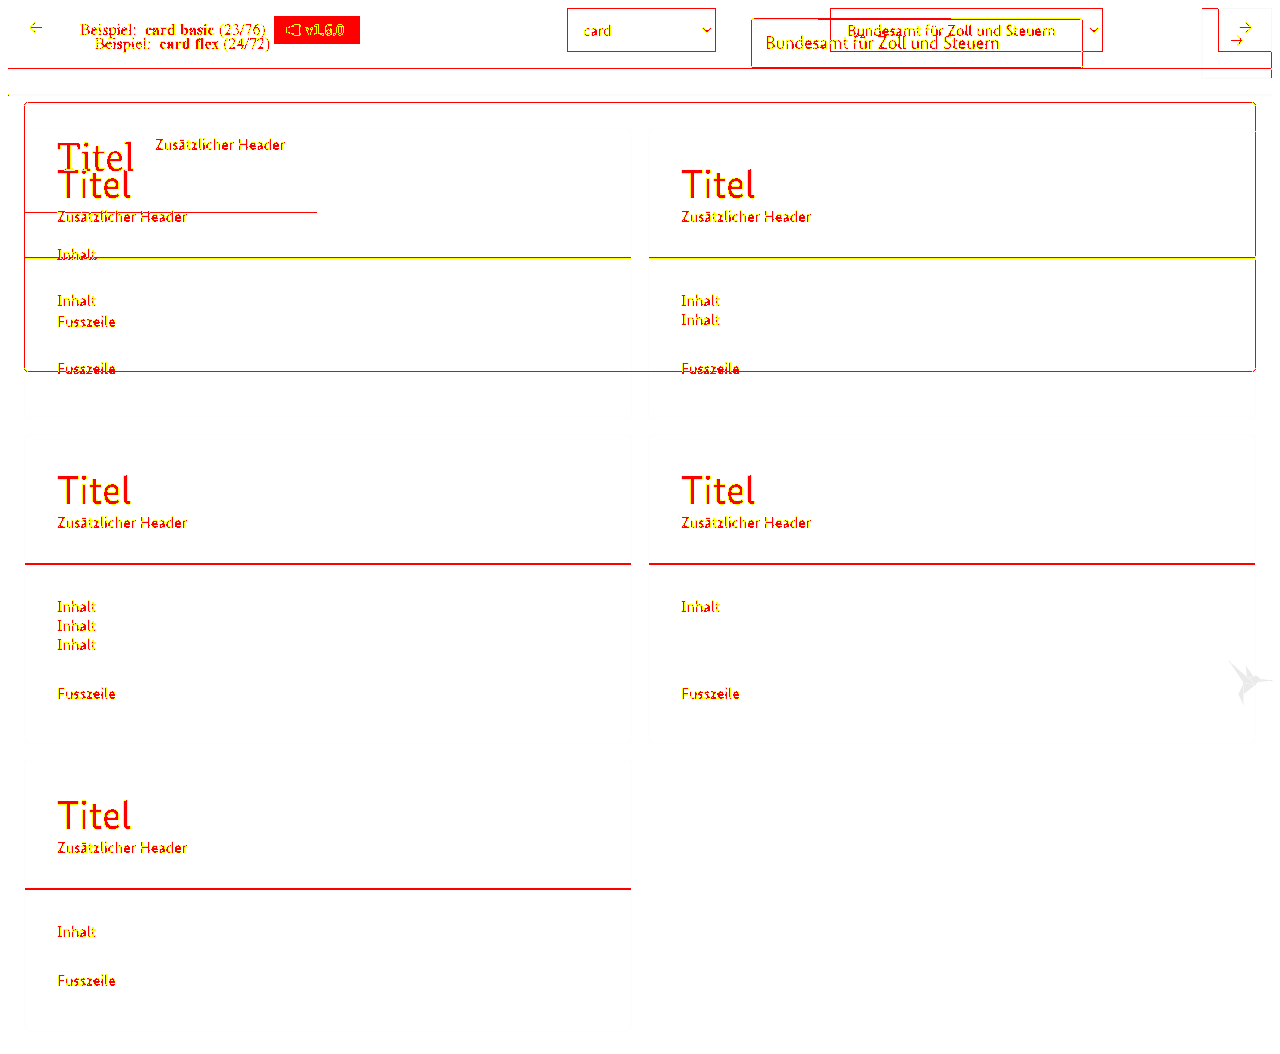 Beispiel: card basic (23/76)
v1.6.0
card
Bundesamt für Zoll und Steuern
Beispiel: card flex (24/72)
Bundesamt für Zoll und Steuern
Titel
Zusätzlicher Header
Titel
Titel
Zusätzlicher Header
Zusätzlicher Header
Inhalt
Inhalt
Inhalt
Fusszeile
Inhalt
Fusszeile
Fusszeile
Titel
Titel
Zusätzlicher Header
Zusätzlicher Header
Inhalt
Inhalt
Inhalt
Inhalt
Fusszeile
Fusszeile
Titel
Zusätzlicher Header
Inhalt
Fusszeile